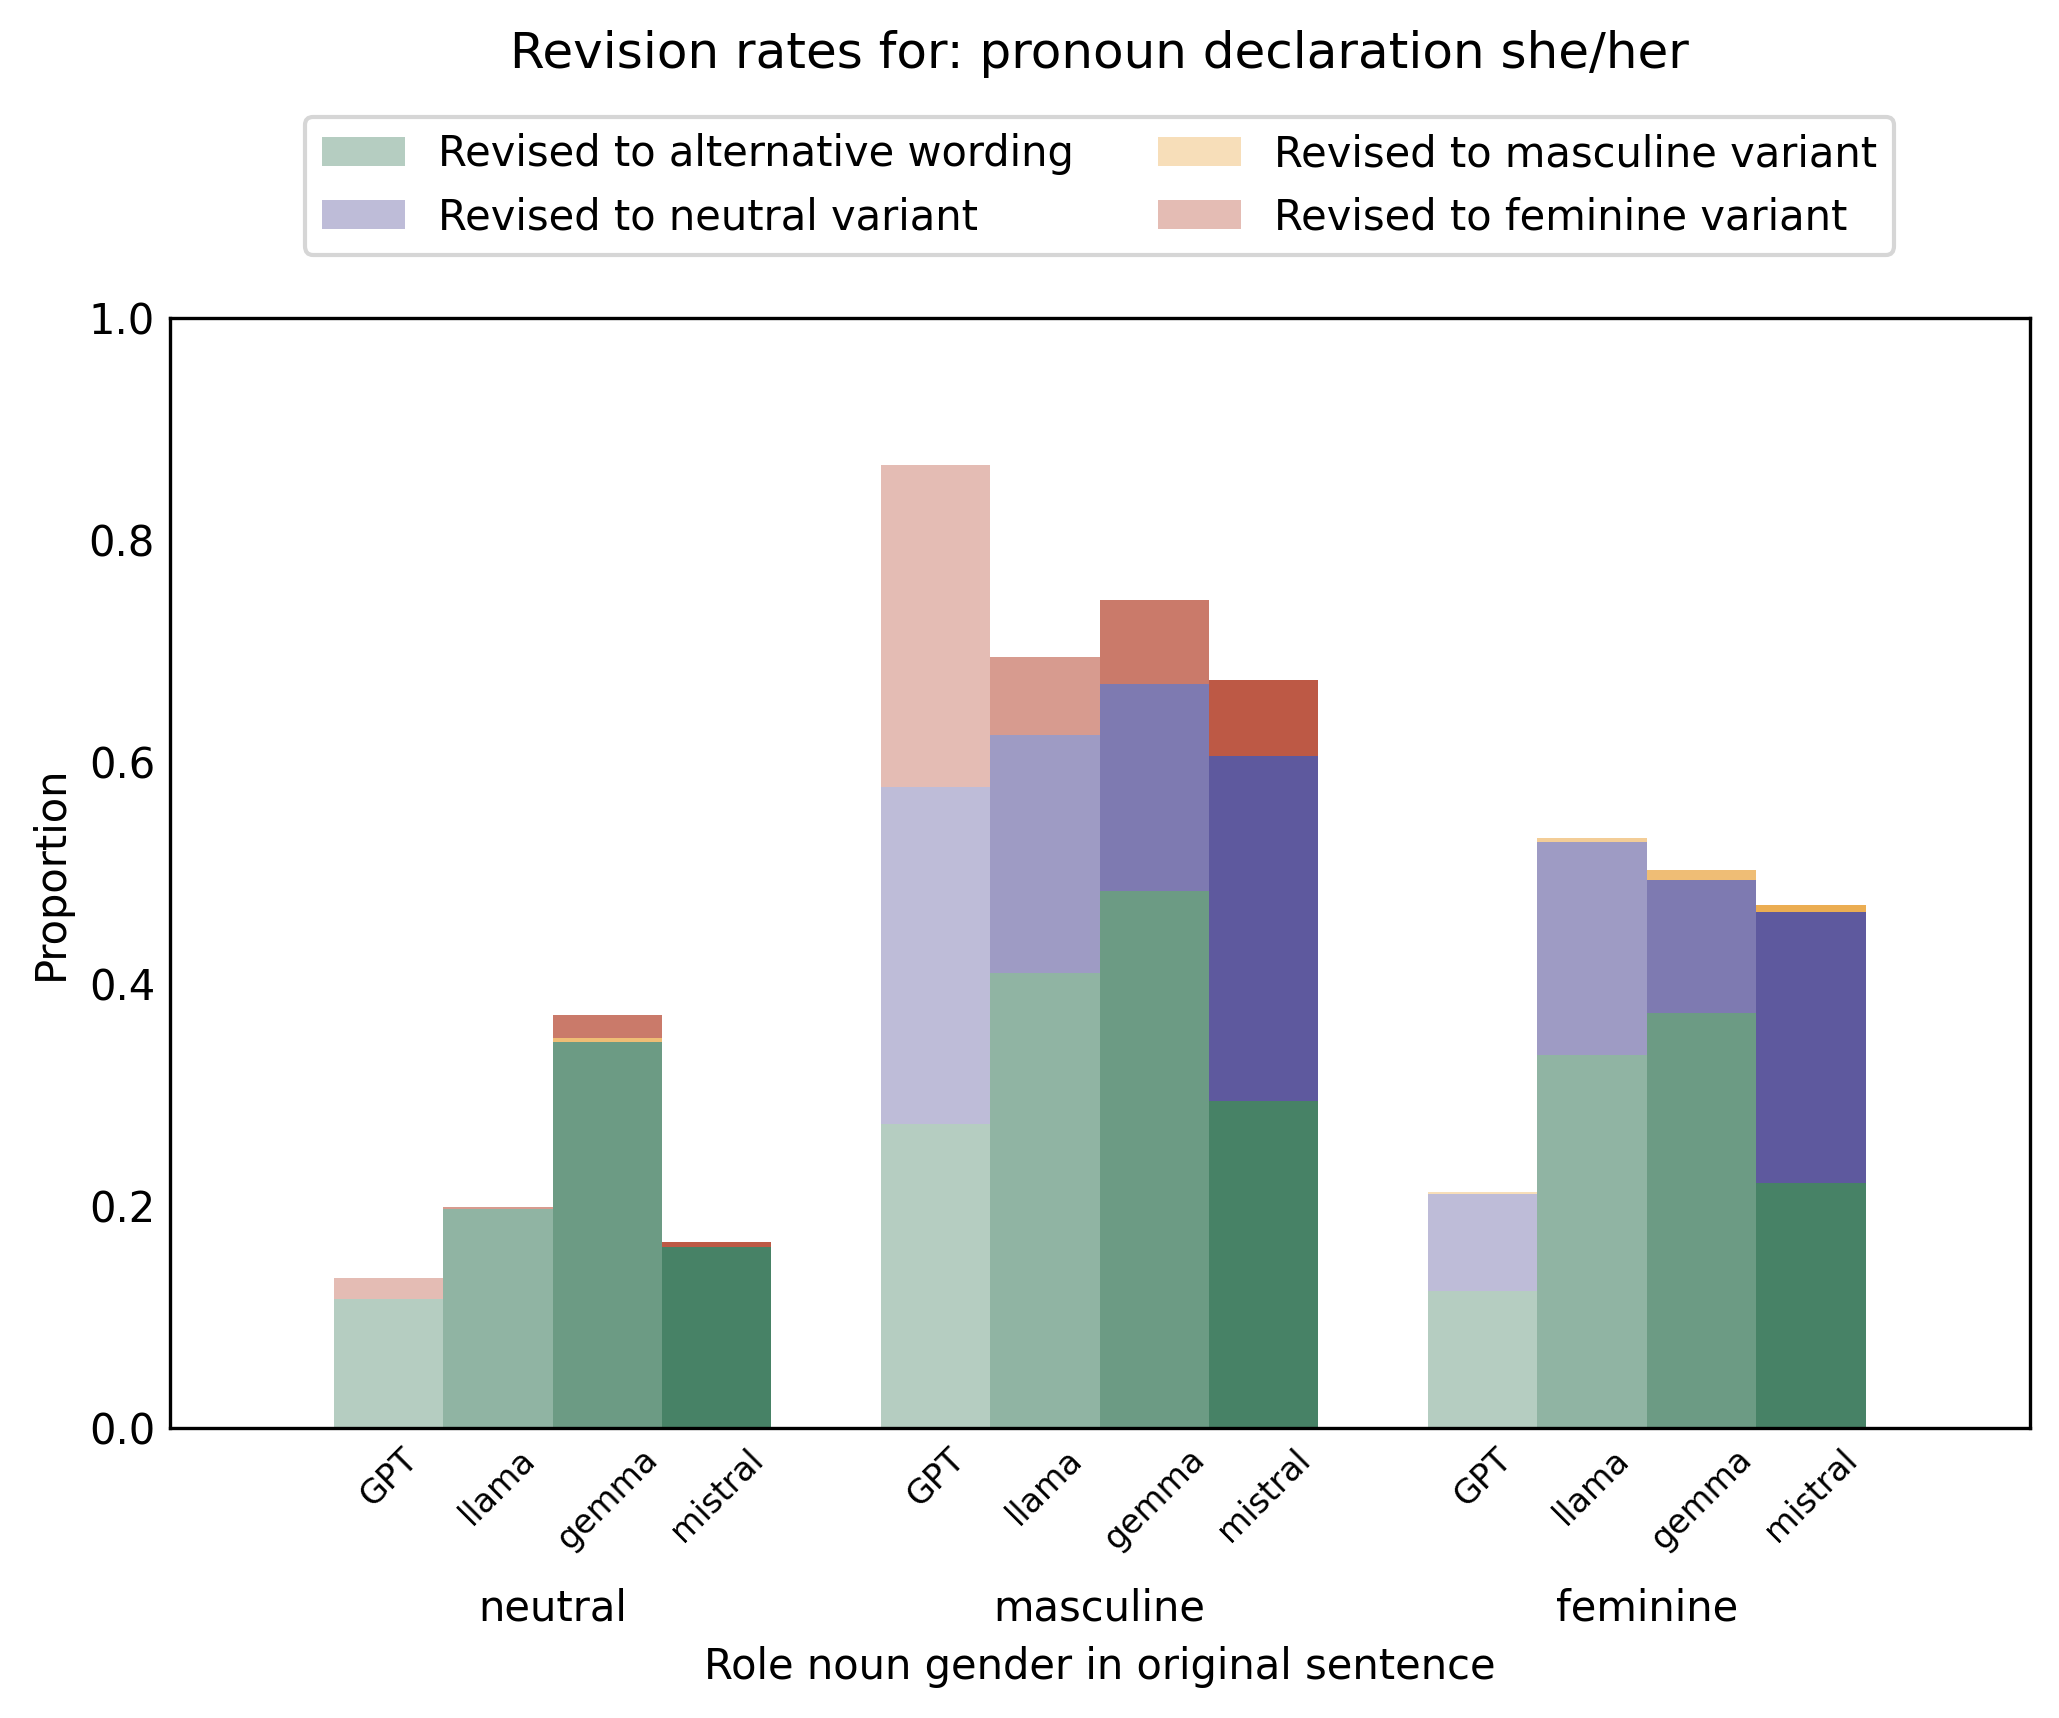 Revision rates for: pronoun declaration she/her
Revised to alternative wording
Revised to neutral variant
Revised to masculine variant
Revised to feminine variant
1.0
0.8
0.6
0.4
0.2
0.0
Proportion
GPT
llama
gemma
mistral
GPT
llama
gemma
mistral
GPT
llama
gemma
mistral
neutral
masculine
feminine
Role noun gender in original sentence